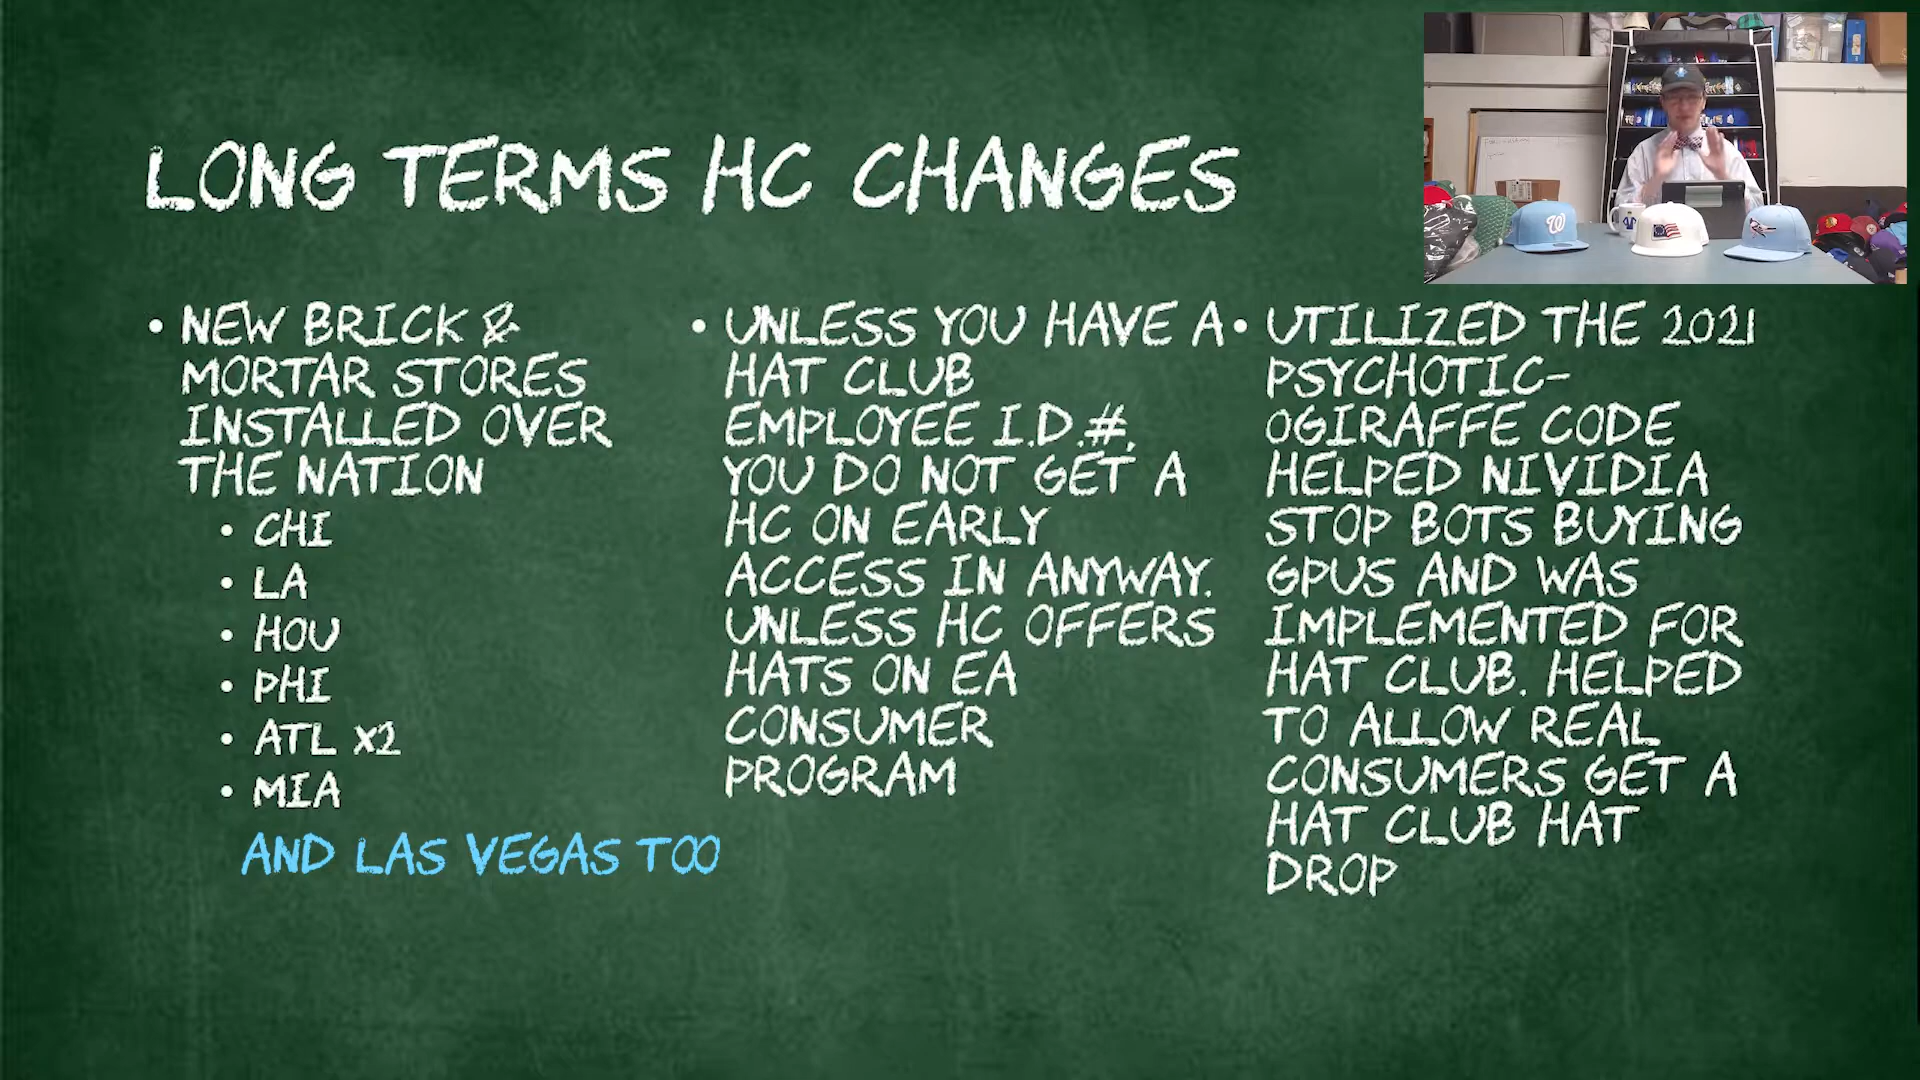 LONG TERMS HC CHANGES
• NEW BRICK &
MORTAR STORES
INSTALLED OVER
THE NATION
• CHI
• LA
• HOU
• PHI
• ATL X2
• MIA
AND LAS VEGAS TOO
• UNLESS YOU HAVE A
HAT CLUB
EMPLOYEE I.D.#,
YOU DO NOT GET A
HC ON EARLY
ACCESS IN ANYWAY.
UNLESS HC OFFERS
HATS ON EA
CONSUMER
PROGRAM
• UTILIZED THE 2021
PSYCHOTIC-
OGIRAFFE CODE
HELPED NIVIDIA
STOP BOTS BUYING
GPUS AND WAS
IMPLEMENTED FOR
HAT CLUB. HELPED
TO ALLOW REAL
CONSUMERS GET A
HAT CLUB HAT
DROP
W